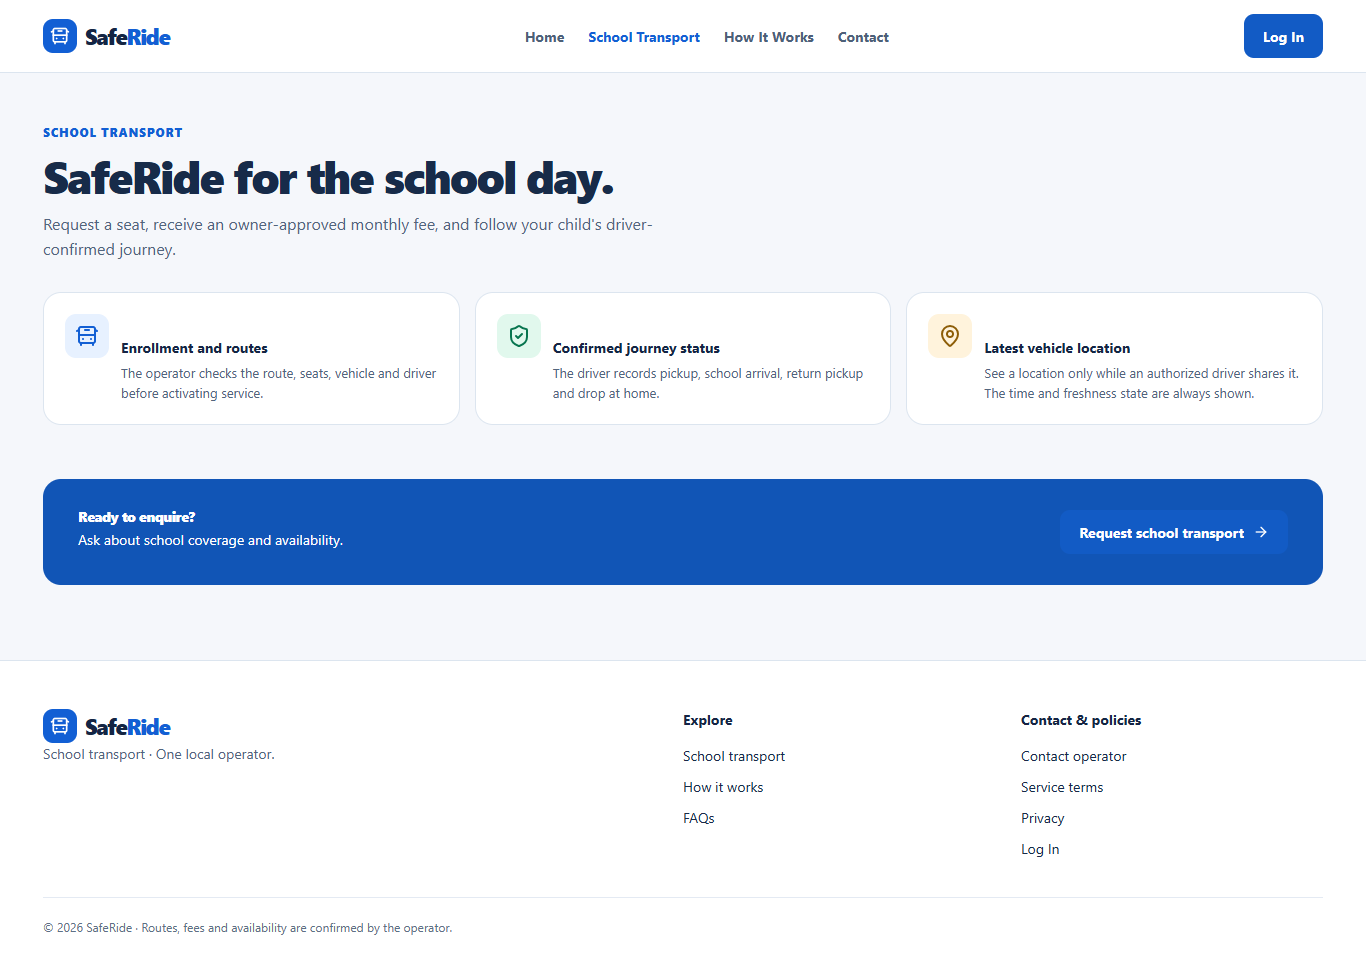 SafeRide
Home
School Transport
How It Works
Contact
Log In
SCHOOL TRANSPORT
SafeRide for the school day.
Request a seat, receive an owner-approved monthly fee, and follow your child's driver-
confirmed journey.
Enrollment and routes
The operator checks the route, seats, vehicle and driver
before activating service.
Confirmed journey status
The driver records pickup, school arrival, return pickup
and drop at home.
Latest vehicle location
See a location only while an authorized driver shares it.
The time and freshness state are always shown.
Ready to enquire?
Ask about school coverage and availability.
Request school transport
SafeRide
School transport · One local operator.
Explore
School transport
How it works
FAQs
Contact & policies
Contact operator
Service terms
Privacy
Log In
© 2026 SafeRide · Routes, fees and availability are confirmed by the operator.